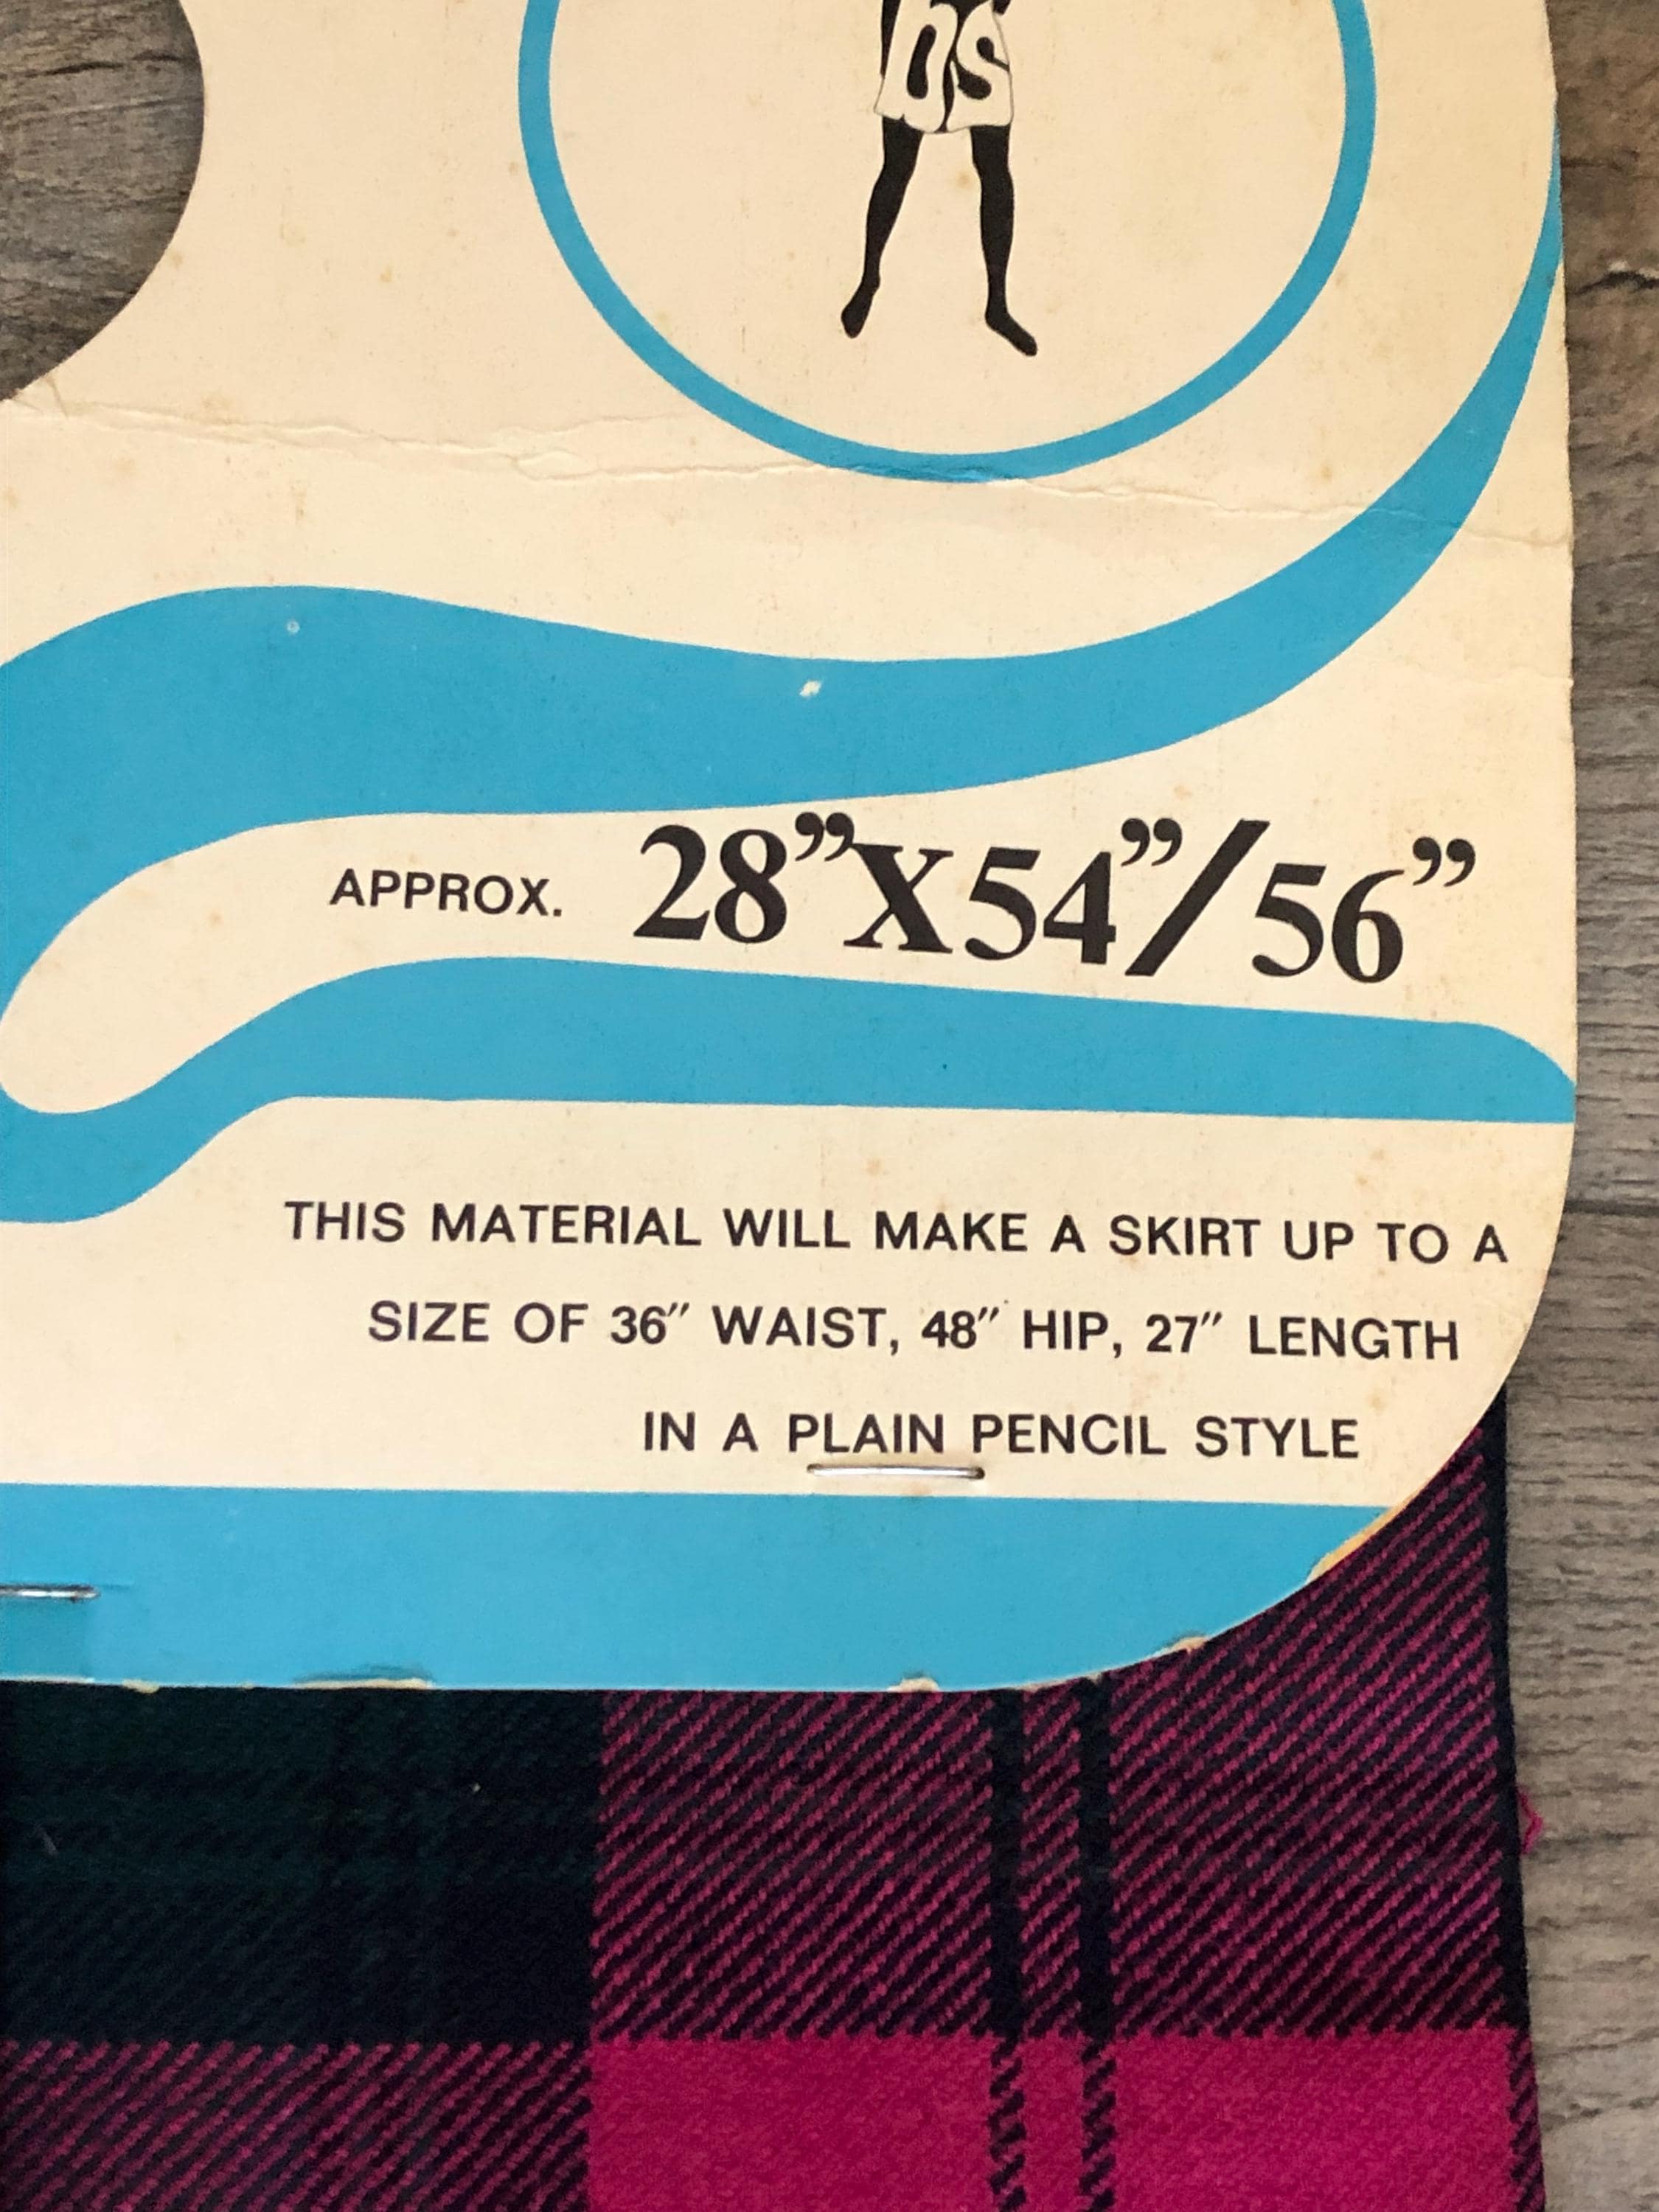 hs
APPROX. 28”X54”/56”
THIS MATERIAL WILL MAKE A SKIRT UP TO A
SIZE OF 36″ WAIST, 48″ HIP, 27″ LENGTH
IN A PLAIN PENCIL STYLE